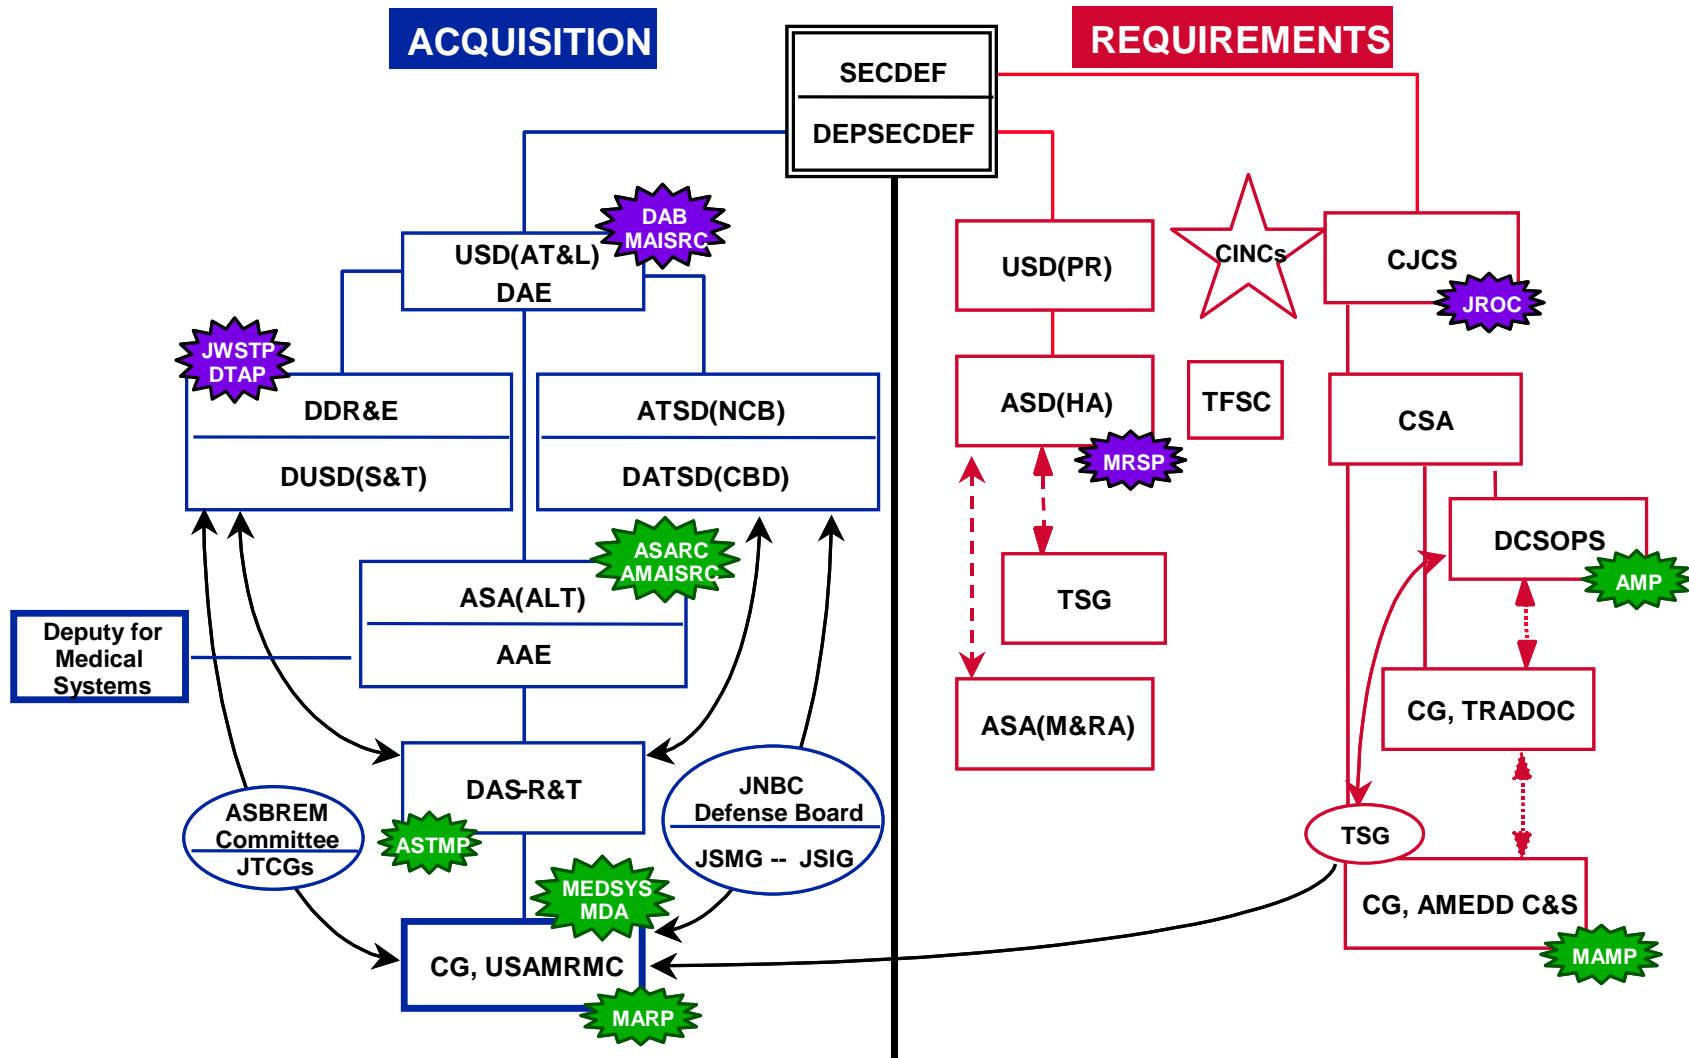 ACQUISITION
REQUIREMENTS
SECDEF
DEPSECDEF
DAB
MAISRC
USD(AT&L)
DAE
JWSTP
DTAP
DDR&E
DUSD(S&T)
ATSD(NCB)
DATSD(CBD)
ASARC
AMAISRC
ASA(ALT)
AAE
Deputy for
Medical
Systems
DAS-R&T
ASTMP
ASBREM
Committee
JTCGs
JNBC
Defense Board
JSMG -- JSIG
MEDSYS
MDA
CG, USAMRMC
MARP
USD(PR)
CINCs
CJCS
JROC
ASD(HA)
MRSP
TFSC
CSA
TSG
ASA(M&RA)
DCSOPS
AMP
CG, TRADOC
TSG
CG, AMEDD C&S
MAMP